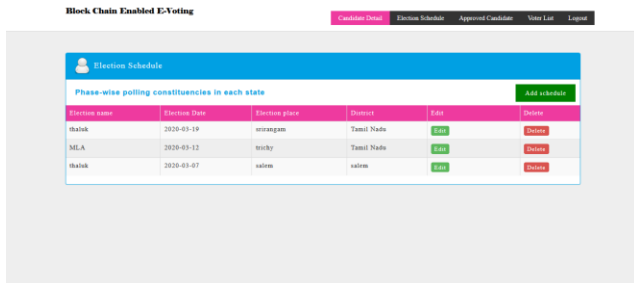 Block Chain Enabled E-Voting
Candidate Detail Election Schedule Approved Candidate Voter List Logout
Election Schedule
Phase-wise polling constituencies in each state
Add schedule
Election name Election Date Election place District Edit Delete
thaluk 2020-03-19 srirangam Tamil Nadu Edit Delete
MLA 2020-03-12 trichy Tamil Nadu Edit Delete
thaluk 2020-03-07 salem salem Edit Delete